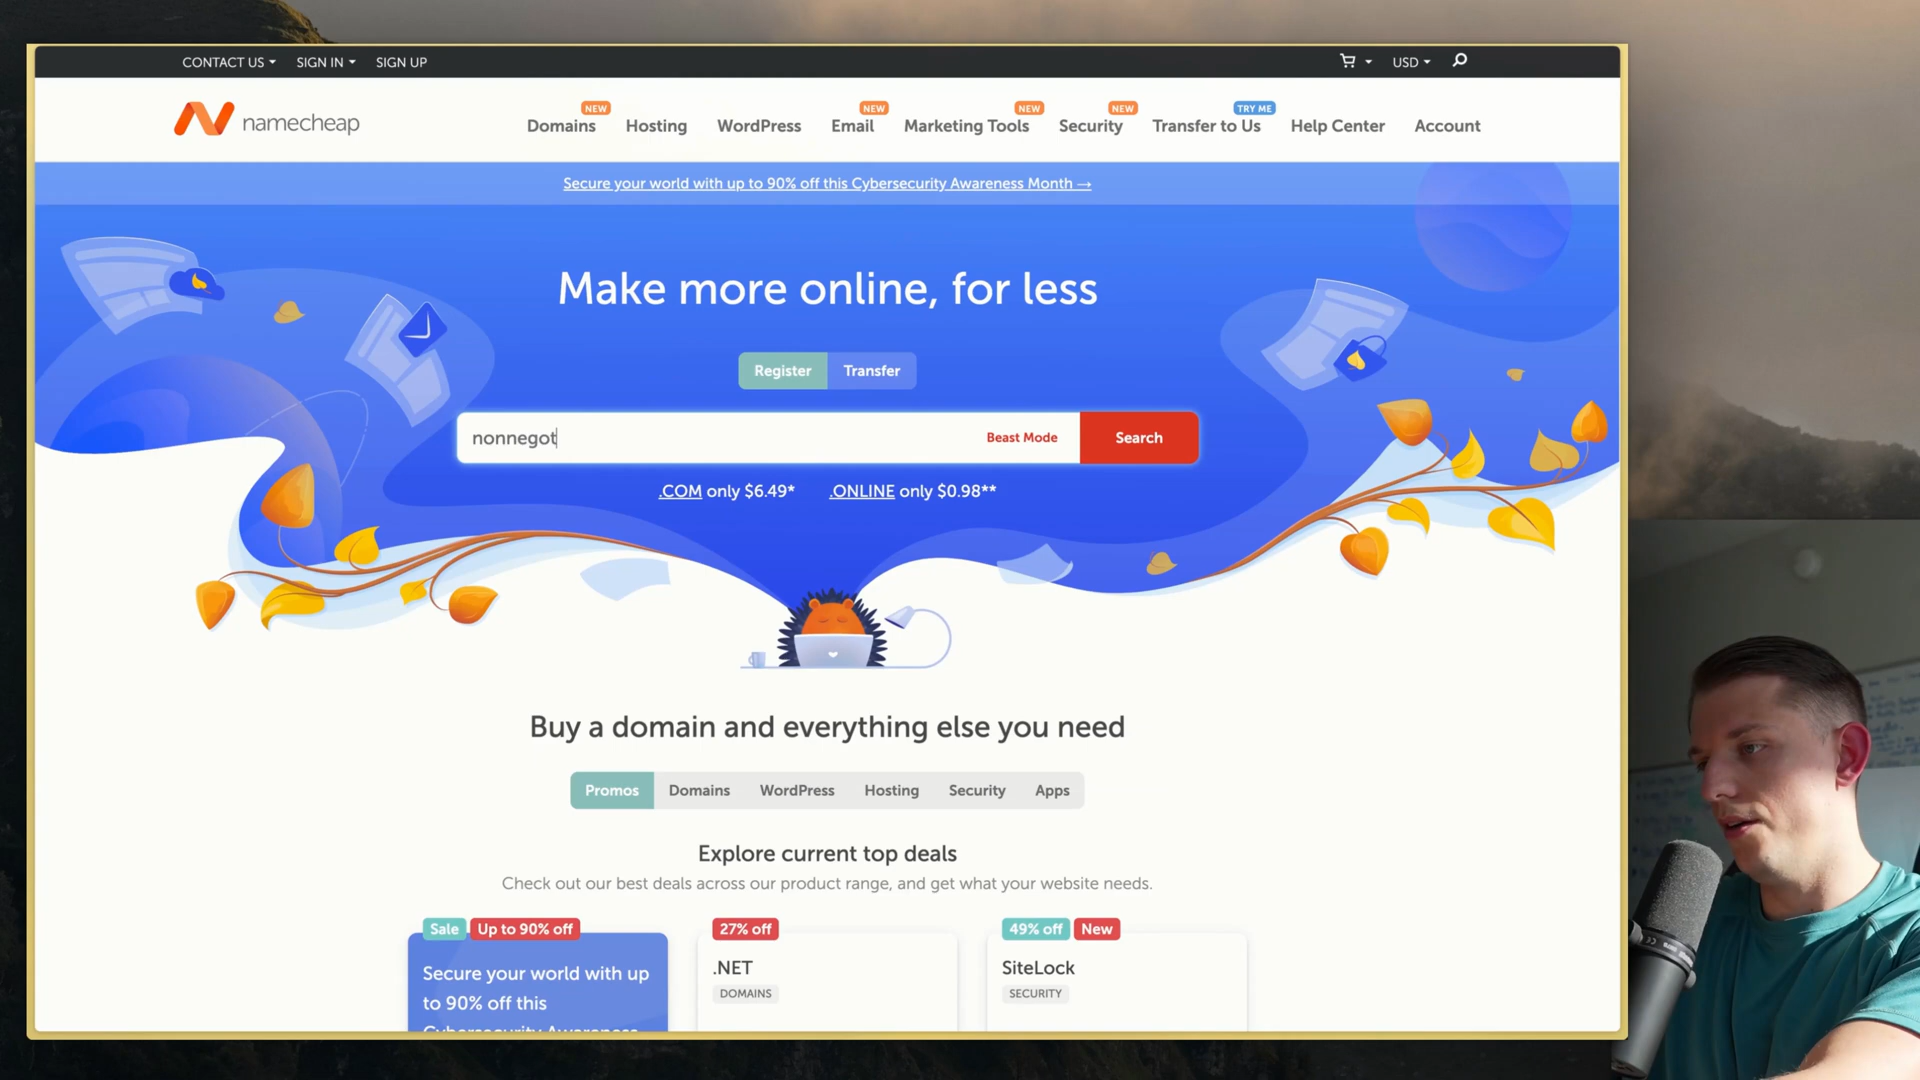 CONTACT US
SIGN IN
SIGN UP
USD
namecheap
NEW
NEW
NEW
NEW
TRY ME
Domains
Hosting
WordPress
Email
Marketing Tools
Security
Transfer to Us
Help Center
Account
Secure your world with up to 90% off this Cybersecurity Awareness Month →
Make more online, for less
Register
Transfer
nonnegot
Beast Mode
Search
.COM only $6.49*
.ONLINE only $0.98**
Buy a domain and everything else you need
Promos
Domains
WordPress
Hosting
Security
Apps
Explore current top deals
Check out our best deals across our product range, and get what your website needs.
Sale
Up to 90% off
Secure your world with up
to 90% off this
Cybersecurity Awareness
27% off
.NET
DOMAINS
49% off
New
SiteLock
SECURITY